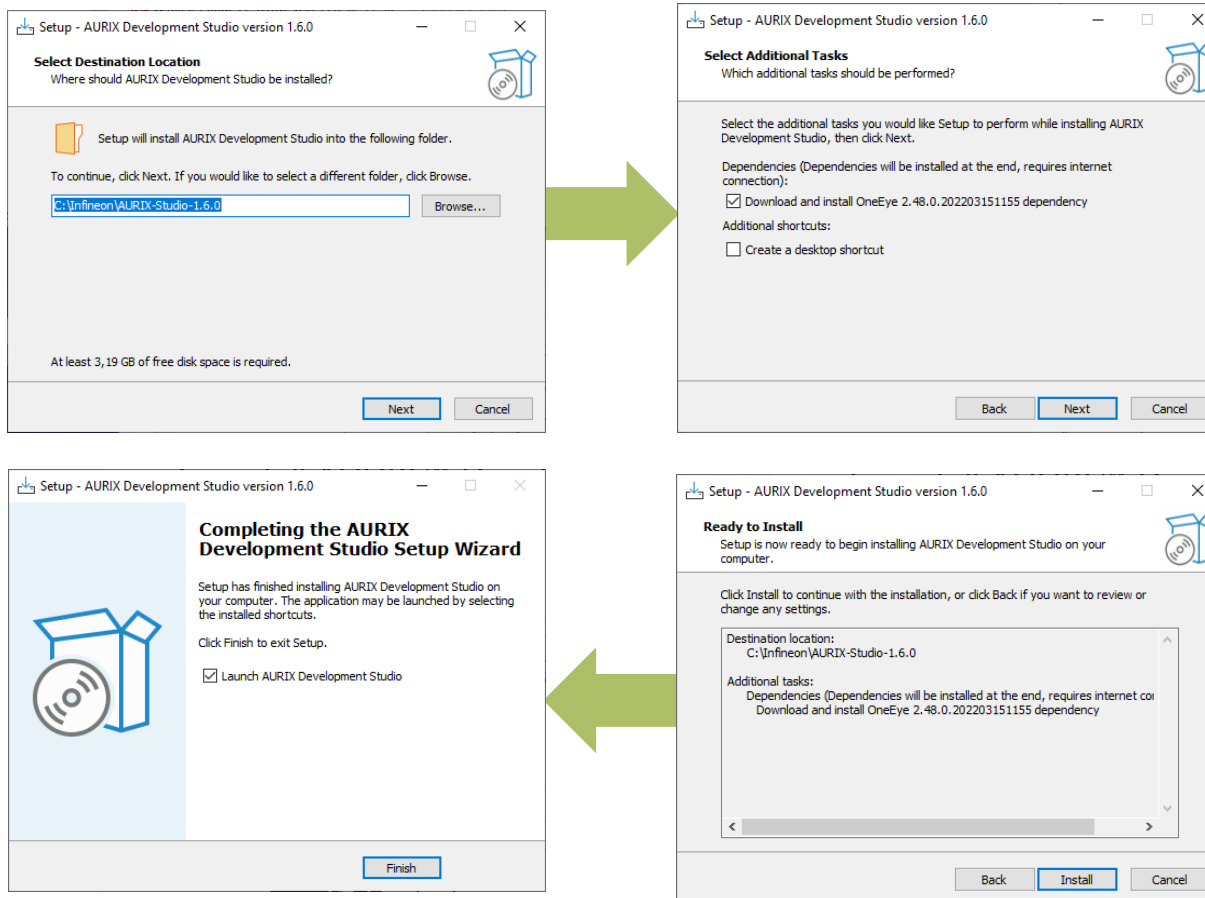 Setup - AURIX Development Studio version 1.6.0
Select Destination Location
Where should AURIX Development Studio be installed?
Setup will install AURIX Development Studio into the following folder.
To continue, click Next. If you would like to select a different folder, click Browse.
C:\Infineon\AURIX-Studio-1.6.0
Browse...
At least 3,19 GB of free disk space is required.
Next
Cancel
Setup - AURIX Development Studio version 1.6.0
Select Additional Tasks
Which additional tasks should be performed?
Select the additional tasks you would like Setup to perform while installing AURIX
Development Studio, then click Next.
Dependencies (Dependencies will be installed at the end, requires internet
connection):
Download and install OneEye 2.48.0.202203151155 dependency
Additional shortcuts:
Create a desktop shortcut
Back
Next
Cancel
Setup - AURIX Development Studio version 1.6.0
Ready to Install
Setup is now ready to begin installing AURIX Development Studio on your
computer.
Click Install to continue with the installation, or click Back if you want to review or
change any settings.
Destination location:
C:\Infineon\AURIX-Studio-1.6.0
Additional tasks:
Dependencies (Dependencies will be installed at the end, requires internet
Download and install OneEye 2.48.0.202203151155 dependency
Back
Install
Cancel
Setup - AURIX Development Studio version 1.6.0
Completing the AURIX
Development Studio Setup Wizard
Setup has finished installing AURIX Development Studio on
your computer. The application may be launched by selecting
the installed shortcuts.
Click Finish to exit Setup.
Launch AURIX Development Studio
Finish